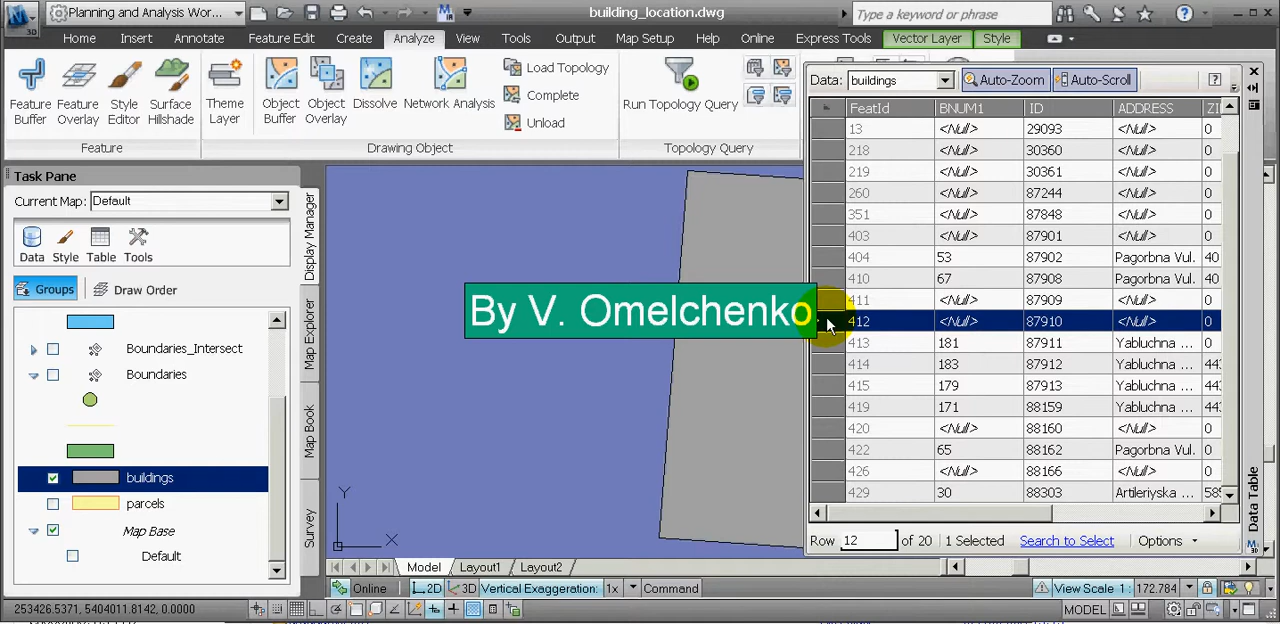 Planning and Analysis Wor...
building_location.dwg
Type a keyword or phrase
3D
Home Insert Annotate Feature Edit Create Analyze View Tools Output Map Setup Help Online Express Tools Vector Layer Style
Feature Buffer
Feature Overlay
Style Editor
Surface Hillshade
Theme Layer
Object Buffer
Object Overlay
Dissolve
Network Analysis
Load Topology
Complete
Unload
Run Topology Query
Feature
Drawing Object
Topology Query
Task Pane
Current Map: Default
Data Style Table Tools
Groups Draw Order
Boundaries_Intersect
Boundaries
buildings
parcels
Map Base
Default
Display Manager
Map Explorer
Map Book
Survey
By V. Omelchenko
Y
X
Data: buildings Auto-Zoom Auto-Scroll ?
FeatId BNUM1 ID ADDRESS ZI
13 <Null> 29093 <Null> 0
218 <Null> 30360 <Null> 0
219 <Null> 30361 <Null> 0
260 <Null> 87244 <Null> 0
351 <Null> 87848 <Null> 0
403 <Null> 87901 <Null> 0
404 53 87902 Pagorbna Vul. 40
410 67 87908 Pagorbna Vul. 0
411 <Null> 87909 <Null> 0
412 <Null> 87910 <Null> 0
413 181 87911 Yabluchna ... 0
414 183 87912 Yabluchna ... 443
415 179 87913 Yabluchna ... 443
419 171 88159 Yabluchna ... 443
420 <Null> 88160 <Null> 0
422 65 88162 Pagorbna Vul. 0
426 <Null> 88166 <Null> 0
429 30 88303 Artileriyska ... 585
Row 12 of 20 1 Selected Search to Select Options
Data Table
Model Layout1 Layout2
Online 2D 3D Vertical Exaggeration: 1x Command View Scale 1: 172.784
253426.5371, 5404011.8142, 0.0000 MODEL